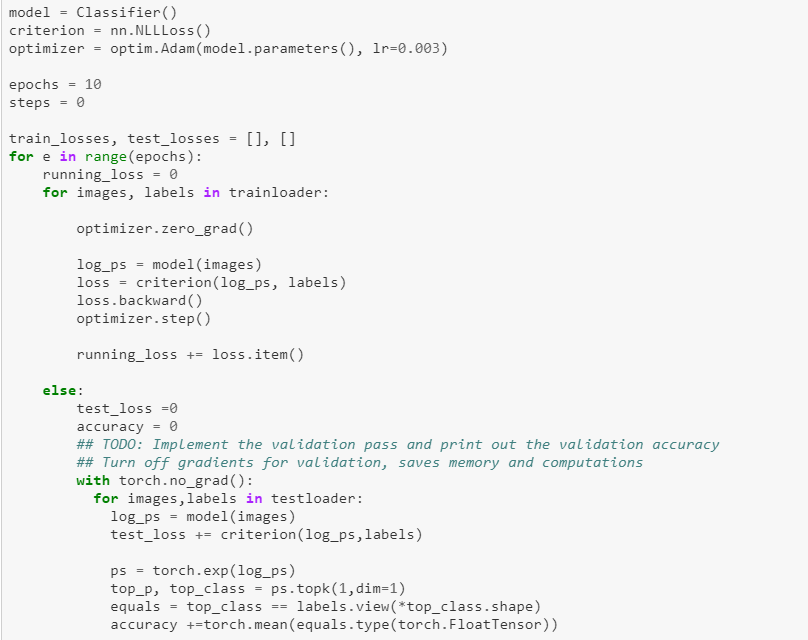 model = Classifier()
criterion = nn.NLLLoss()
optimizer = optim.Adam(model.parameters(), lr=0.003)

epochs = 10
steps = 0

train_losses, test_losses = [], []
for e in range(epochs):
    running_loss = 0
    for images, labels in trainloader:

        optimizer.zero_grad()

        log_ps = model(images)
        loss = criterion(log_ps, labels)
        loss.backward()
        optimizer.step()

        running_loss += loss.item()

    else:
        test_loss =0
        accuracy = 0
        ## TODO: Implement the validation pass and print out the validation accuracy
        ## Turn off gradients for validation, saves memory and computations
        with torch.no_grad():
          for images,labels in testloader:
            log_ps = model(images)
            test_loss += criterion(log_ps,labels)

            ps = torch.exp(log_ps)
            top_p, top_class = ps.topk(1,dim=1)
            equals = top_class == labels.view(*top_class.shape)
            accuracy +=torch.mean(equals.type(torch.FloatTensor))